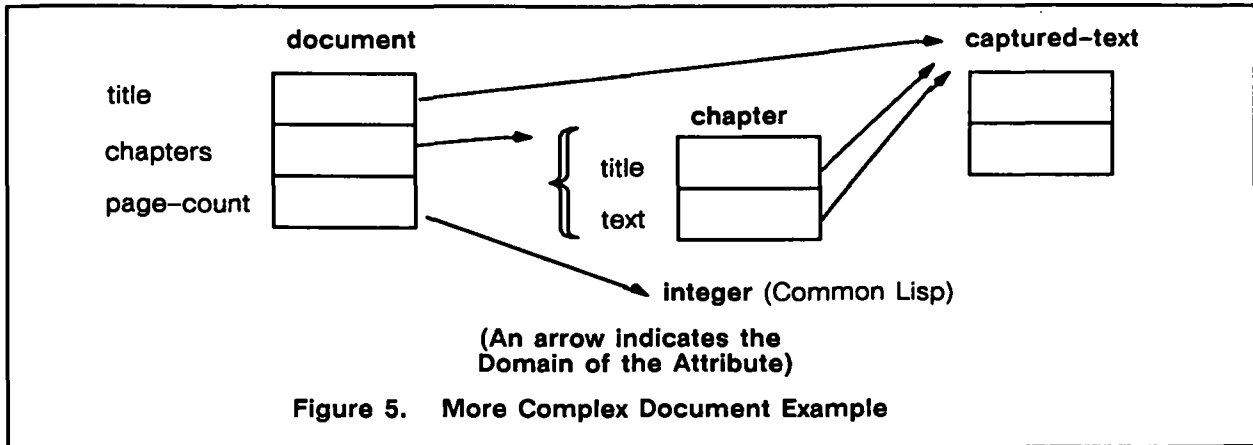 document
captured-text
title
chapters
page-count
chapter
title
text
integer (Common Lisp)
(An arrow indicates the
Domain of the Attribute)
Figure 5. More Complex Document Example